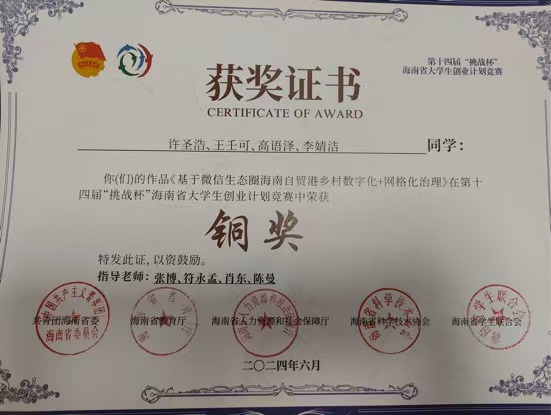 第十四届“挑战杯”
海南省大学生创业计划竞赛
获奖证书
CERTIFICATE OF AWARD
许圣浩、王壬可、高语泽、李婧洁 同学：
你(们)的作品《基于微信生态圈海南自贸港乡村数字化+网格化治理》在第十
四届“挑战杯”海南省大学生创业计划竞赛中荣获
铜奖
特发此证，以资鼓励。
指导老师：张博、符永孟、肖东、陈曼
共青团海南省委 海南省教育厅 海南省人力资源和社会保障厅 海南省科学技术协会 海南省学生联合会
二〇二四年六月